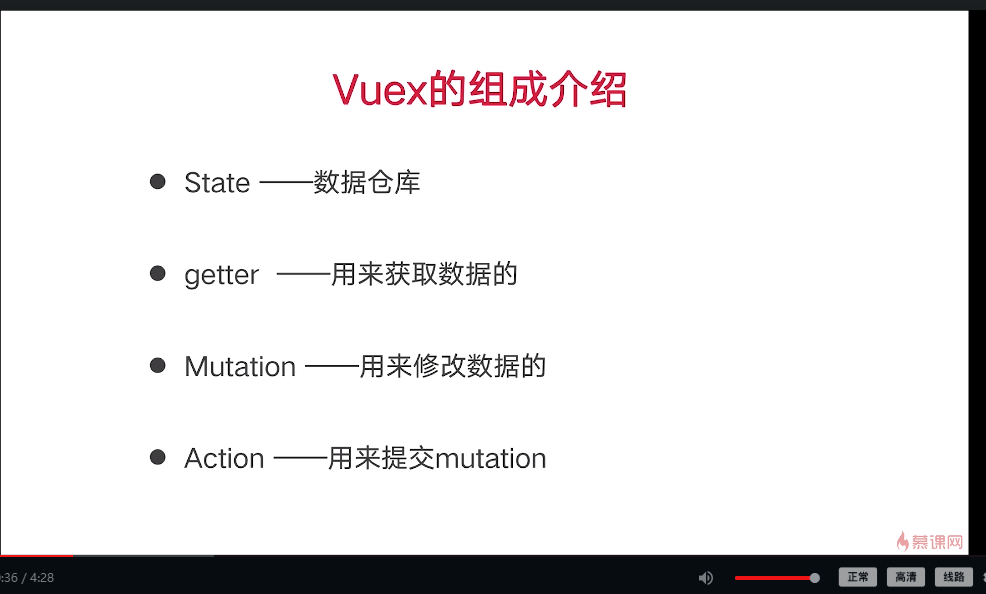 Vuex的组成介绍
● State ——数据仓库
● getter ——用来获取数据的
● Mutation ——用来修改数据的
● Action ——用来提交mutation
慕课网
:36 / 4:28
正常 高清 线路